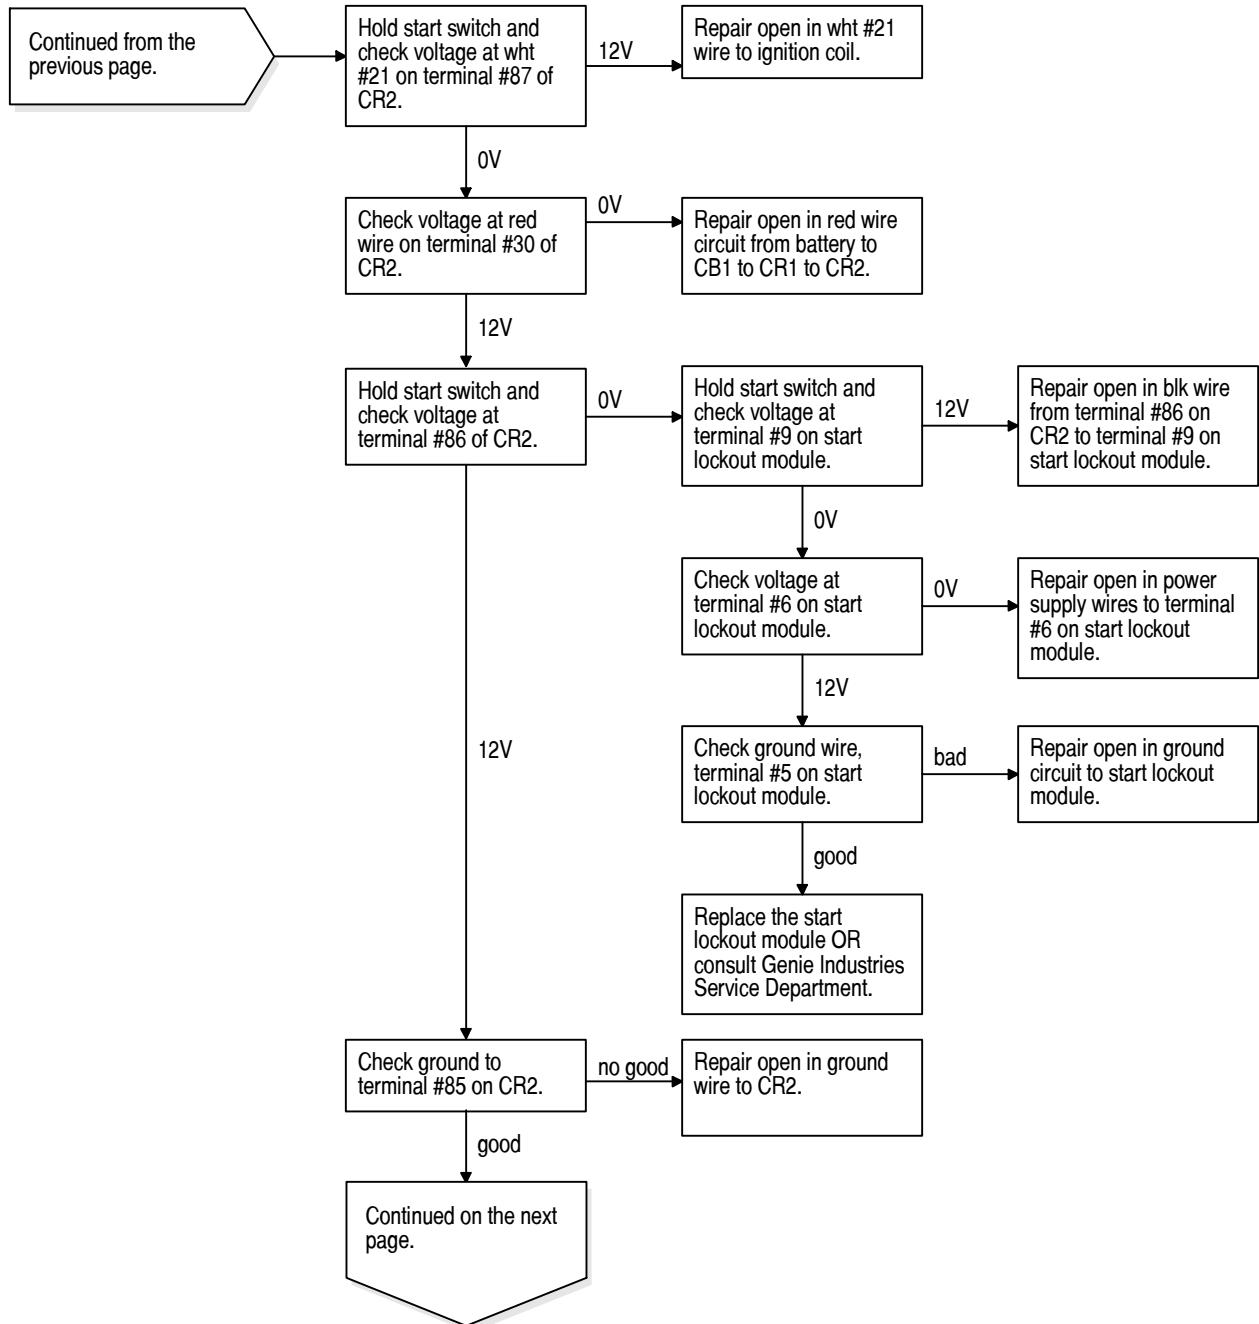 Continued from the
previous page.
Hold start switch and
check voltage at wht
#21 on terminal #87 of
CR2.
12V
Repair open in wht #21
wire to ignition coil.
0V
Check voltage at red
wire on terminal #30 of
CR2.
0V
Repair open in red wire
circuit from battery to
CB1 to CR1 to CR2.
12V
Hold start switch and
check voltage at
terminal #86 of CR2.
0V
Hold start switch and
check voltage at
terminal #9 on start
lockout module.
12V
Repair open in blk wire
from terminal #86 on
CR2 to terminal #9 on
start lockout module.
0V
Check voltage at
terminal #6 on start
lockout module.
0V
Repair open in power
supply wires to terminal
#6 on start lockout
module.
12V
Check ground wire,
terminal #5 on start
lockout module.
bad
Repair open in ground
circuit to start lockout
module.
good
Replace the start
lockout module OR
consult Genie Industries
Service Department.
12V
Check ground to
terminal #85 on CR2.
no good
Repair open in ground
wire to CR2.
good
Continued on the next
page.